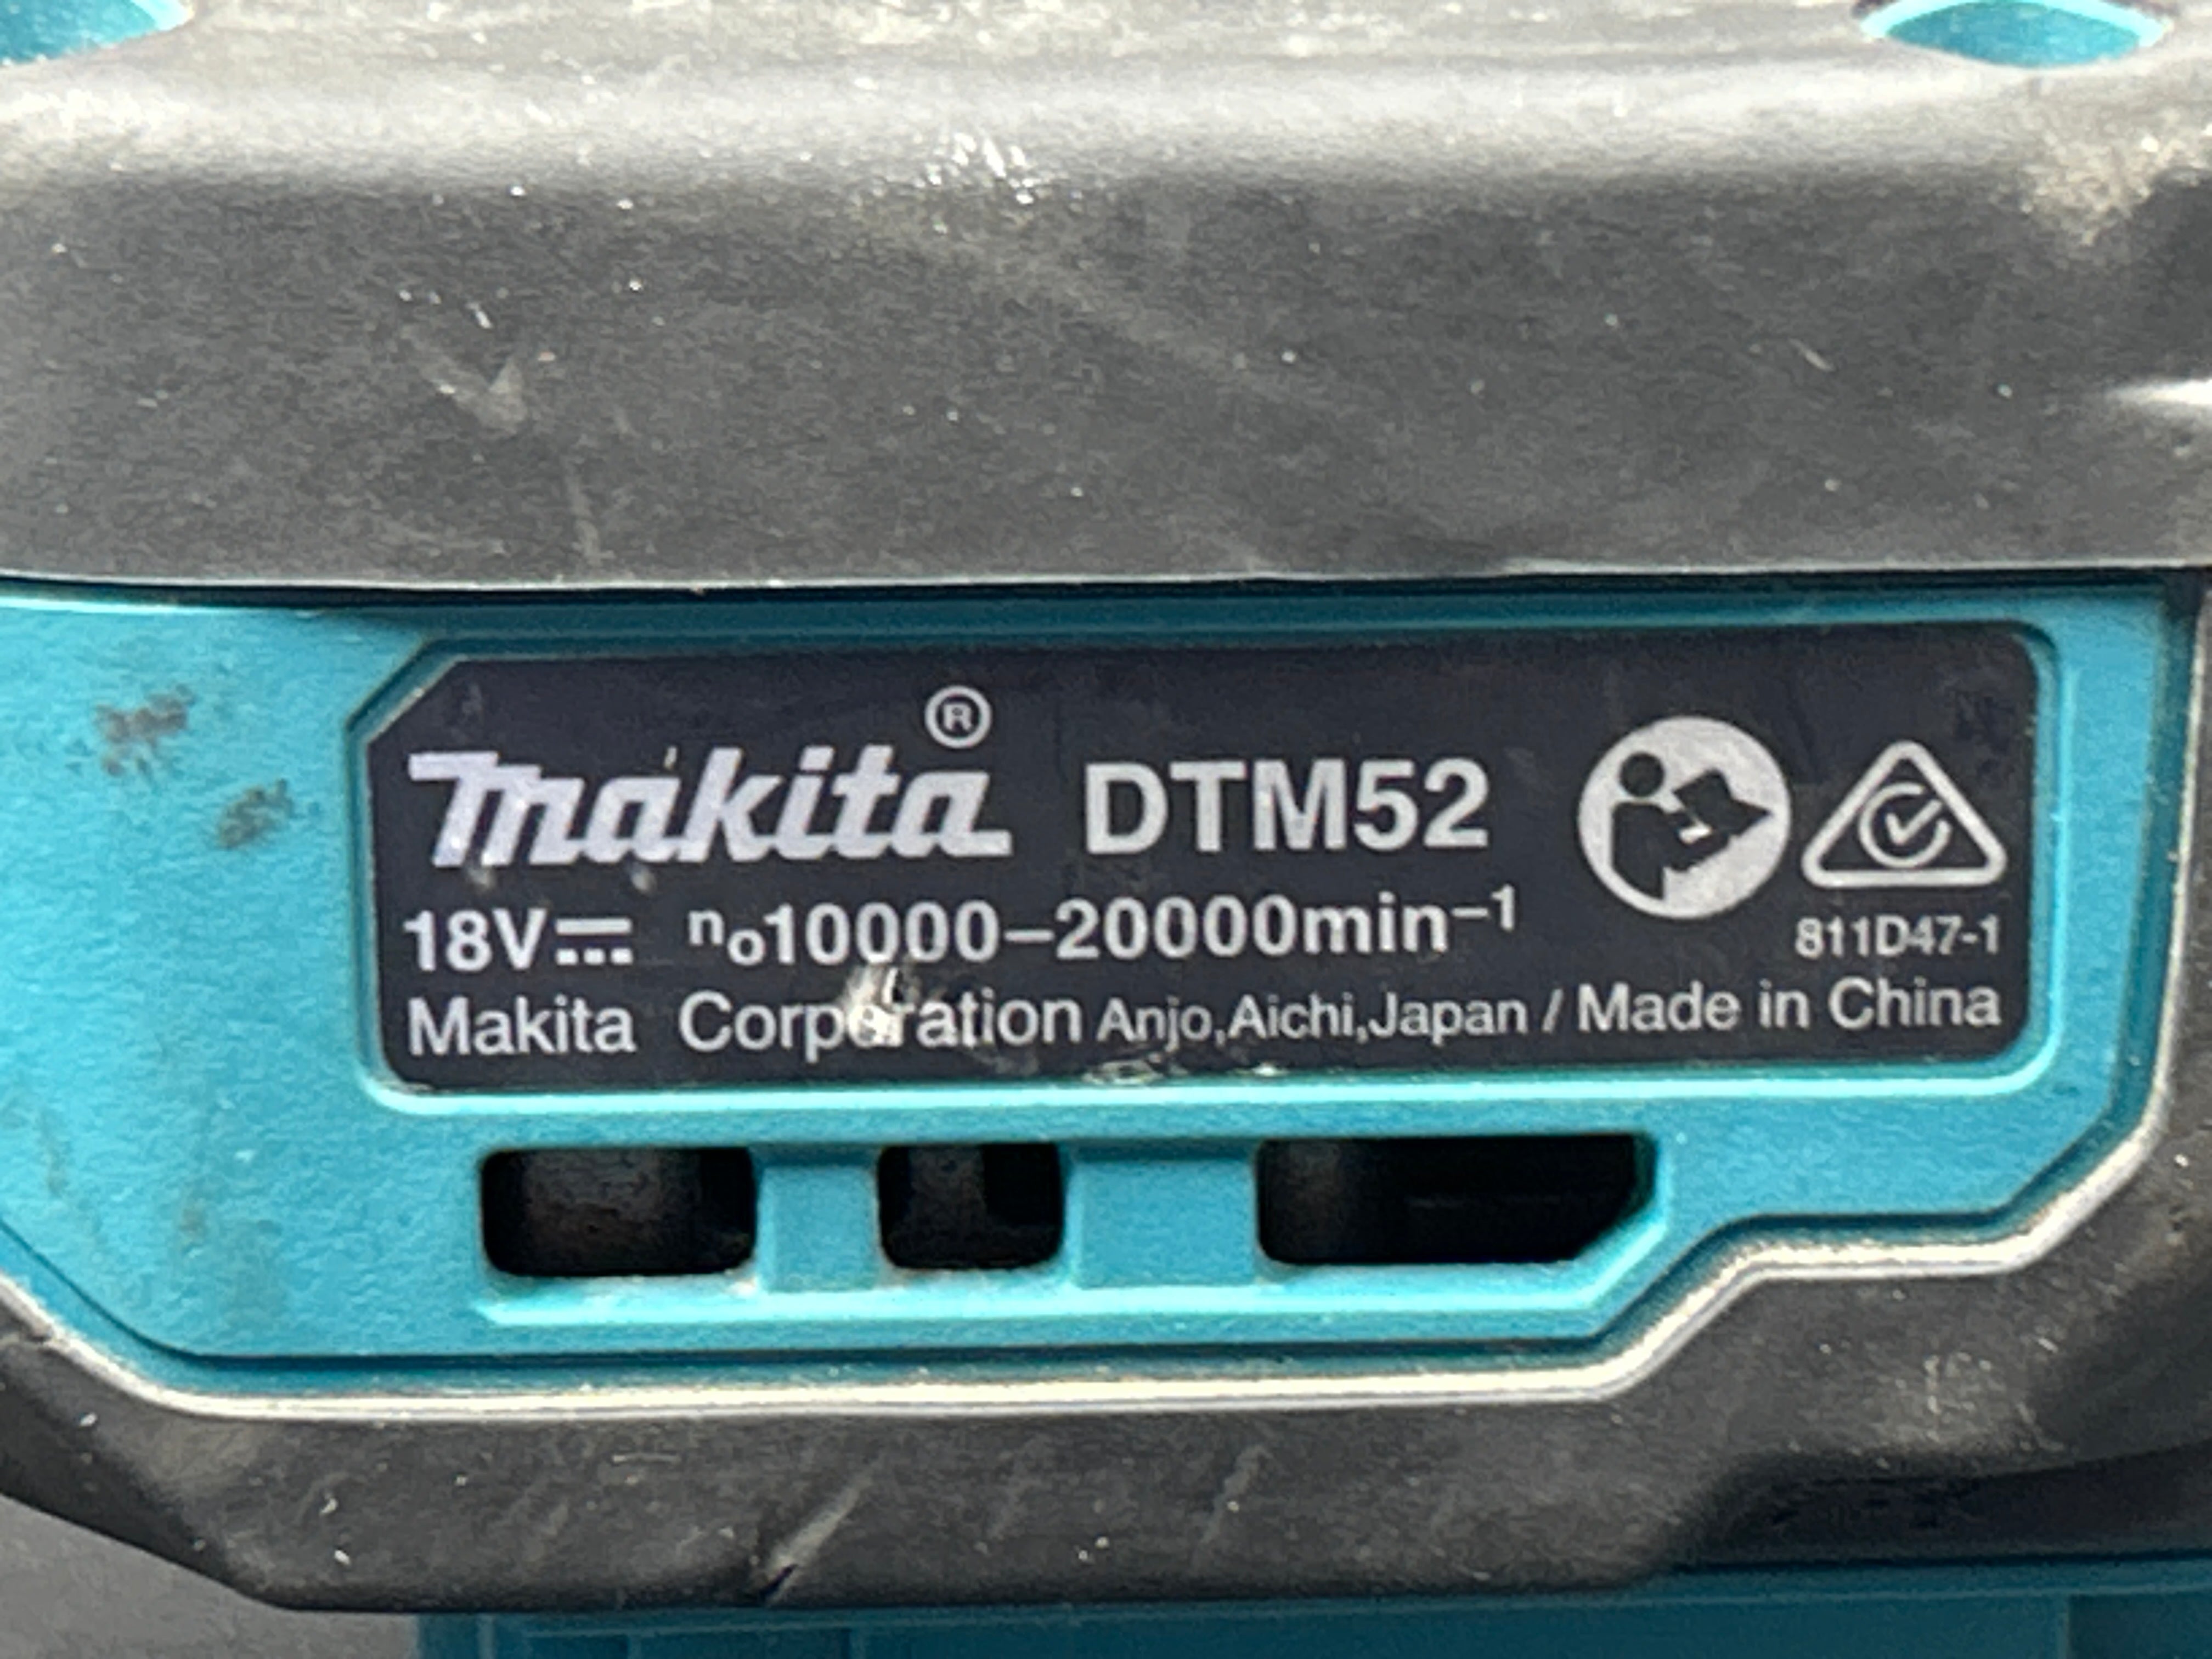 makita® DTM52
18V⎓ n₀10000–20000min⁻¹ 811D47-1
Makita Corporation Anjo,Aichi,Japan / Made in China